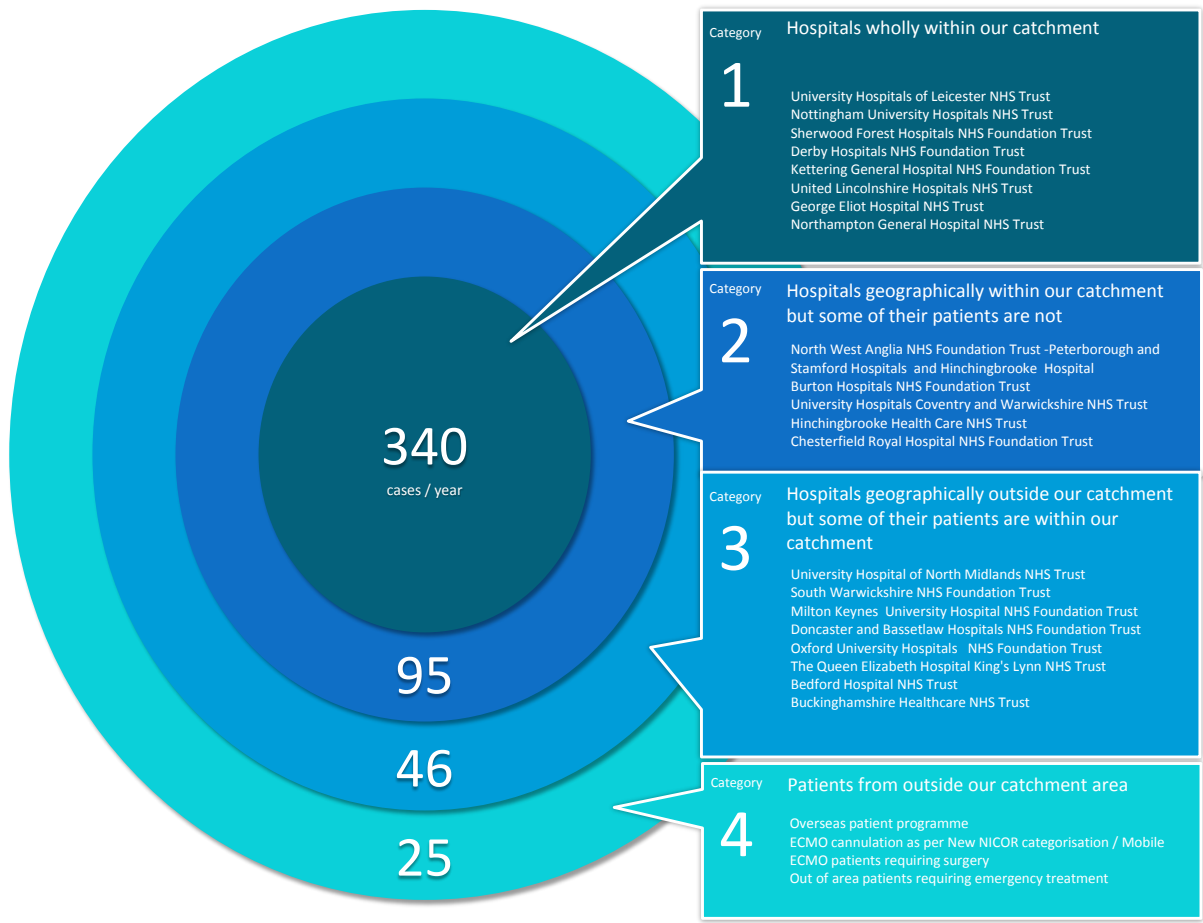 340
cases / year
95
46
25
Category
1
Hospitals wholly within our catchment
University Hospitals of Leicester NHS Trust
Nottingham University Hospitals NHS Trust
Sherwood Forest Hospitals NHS Foundation Trust
Derby Hospitals NHS Foundation Trust
Kettering General Hospital NHS Foundation Trust
United Lincolnshire Hospitals NHS Trust
George Eliot Hospital NHS Trust
Northampton General Hospital NHS Trust
Category
2
Hospitals geographically within our catchment
but some of their patients are not
North West Anglia NHS Foundation Trust -Peterborough and
Stamford Hospitals and Hinchingbrooke Hospital
Burton Hospitals NHS Foundation Trust
University Hospitals Coventry and Warwickshire NHS Trust
Hinchingbrooke Health Care NHS Trust
Chesterfield Royal Hospital NHS Foundation Trust
Category
3
Hospitals geographically outside our catchment
but some of their patients are within our
catchment
University Hospital of North Midlands NHS Trust
South Warwickshire NHS Foundation Trust
Milton Keynes University Hospital NHS Foundation Trust
Doncaster and Bassetlaw Hospitals NHS Foundation Trust
Oxford University Hospitals NHS Foundation Trust
The Queen Elizabeth Hospital King's Lynn NHS Trust
Bedford Hospital NHS Trust
Buckinghamshire Healthcare NHS Trust
Category
4
Patients from outside our catchment area
Overseas patient programme
ECMO cannulation as per New NICOR categorisation / Mobile
ECMO patients requiring surgery
Out of area patients requiring emergency treatment